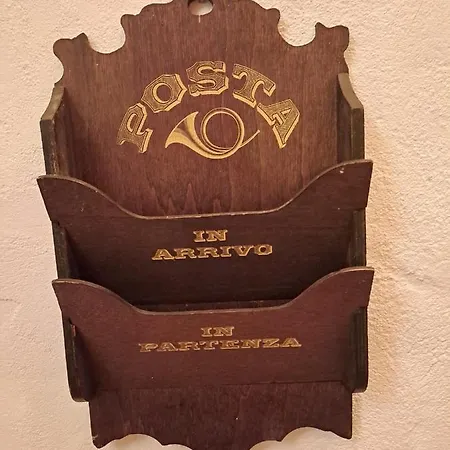 POSTA
IN
ARRIVO
IN
PARTENZA